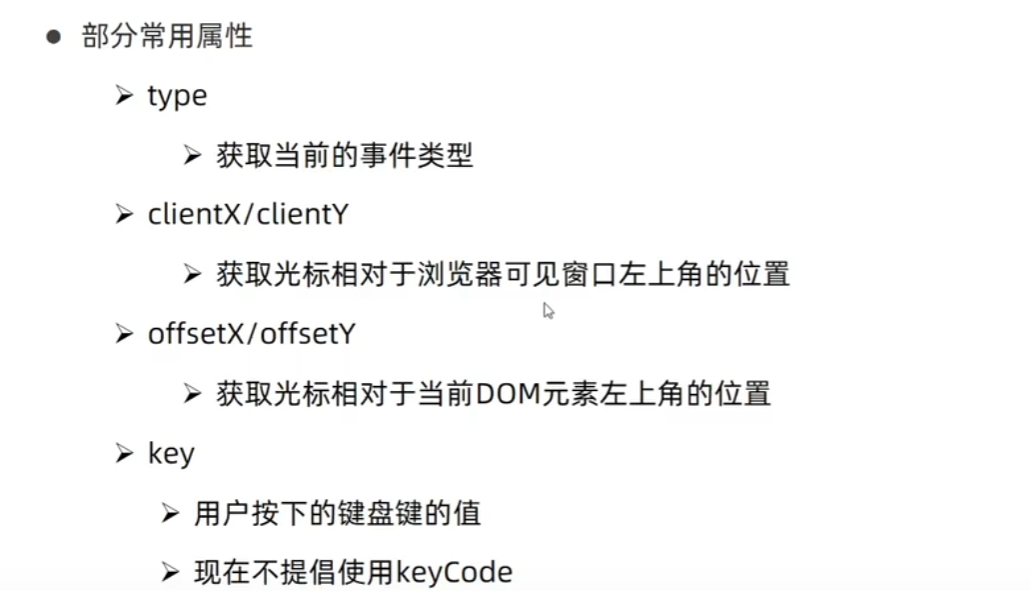 部分常用属性
type
获取当前的事件类型
clientX/clientY
获取光标相对于浏览器可见窗口左上角的位置
offsetX/offsetY
获取光标相对于当前DOM元素左上角的位置
key
用户按下的键盘键的值
现在不提倡使用keyCode